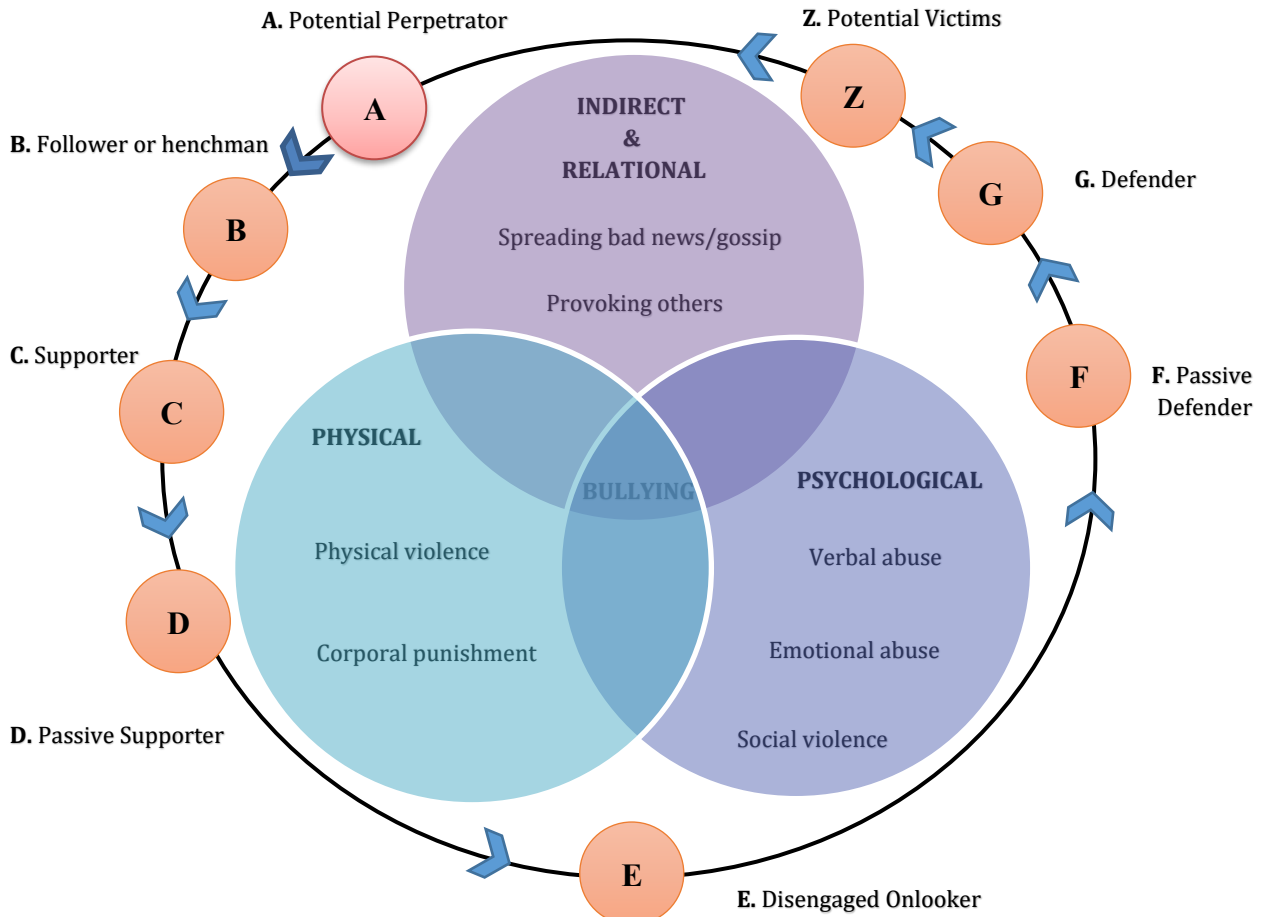 A. Potential Perpetrator
Z. Potential Victims
A
Z
B. Follower or henchman
INDIRECT
&
RELATIONAL
G. Defender
G
B
Spreading bad news/gossip
Provoking others
C. Supporter
C
F
F. Passive
Defender
PHYSICAL
BULLYING
PSYCHOLOGICAL
Physical violence
Verbal abuse
D
Corporal punishment
Emotional abuse
D. Passive Supporter
Social violence
E
E. Disengaged Onlooker